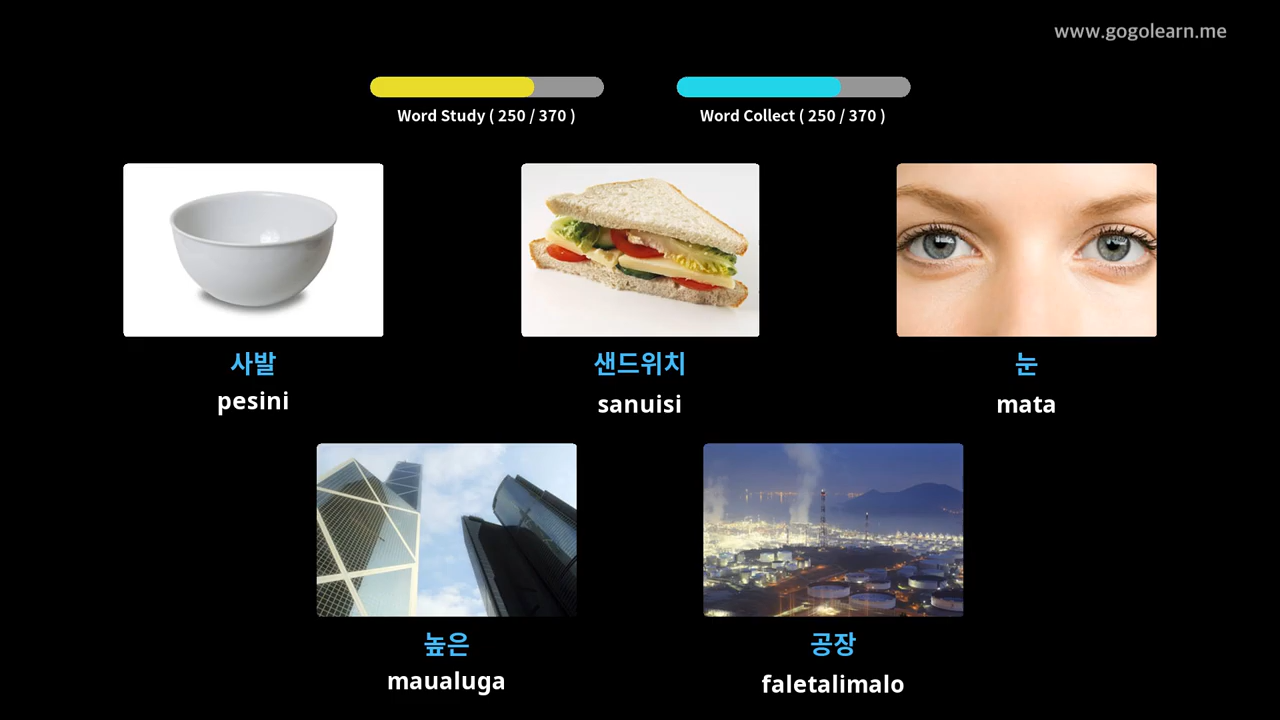 www.gogolearn.me
Word Study ( 250 / 370 )
Word Collect ( 250 / 370 )
사발
pesini
샌드위치
sanuisi
눈
mata
높은
maualuga
공장
faletalimalo